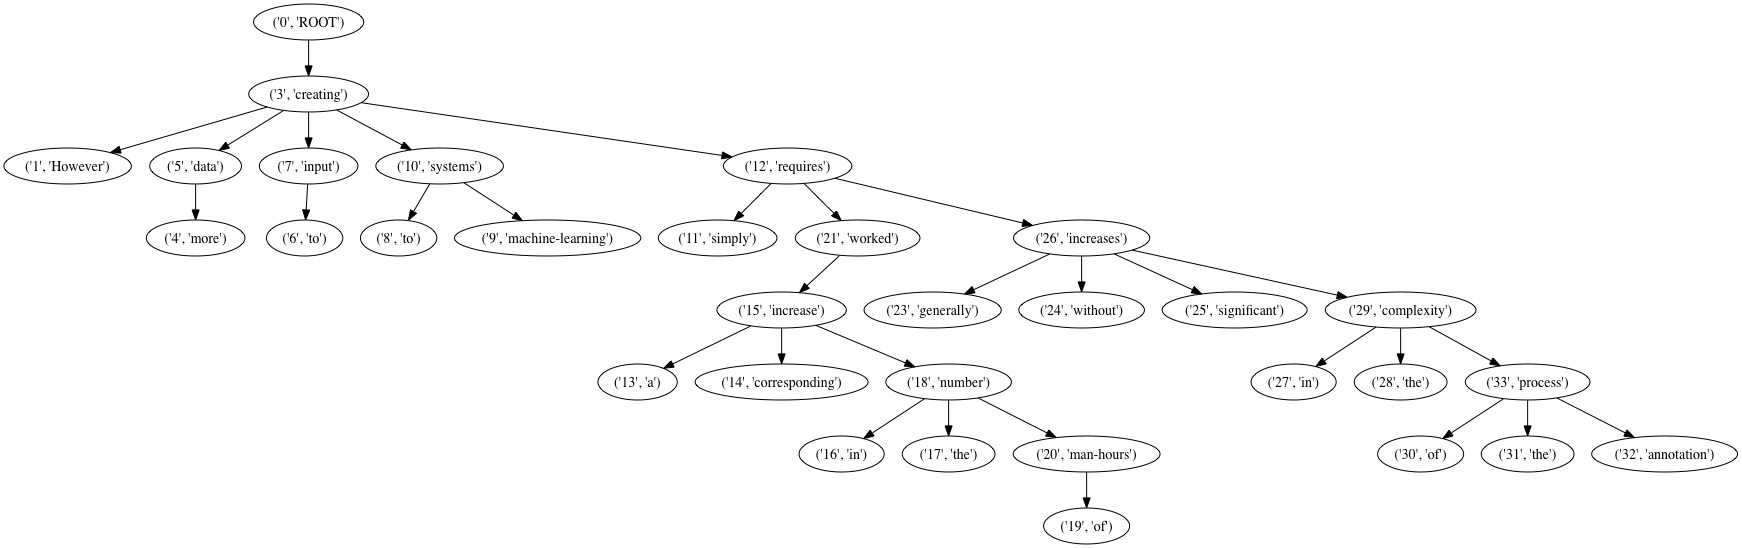 ('0', 'ROOT')
('3', 'creating')
('1', 'However') ('5', 'data') ('7', 'input') ('10', 'systems') ('12', 'requires')
('4', 'more') ('6', 'to') ('8', 'to') ('9', 'machine-learning') ('11', 'simply') ('21', 'worked') ('26', 'increases')
('15', 'increase') ('23', 'generally') ('24', 'without') ('25', 'significant') ('29', 'complexity')
('13', 'a') ('14', 'corresponding') ('18', 'number') ('27', 'in') ('28', 'the') ('33', 'process')
('16', 'in') ('17', 'the') ('20', 'man-hours') ('30', 'of') ('31', 'the') ('32', 'annotation')
('19', 'of')